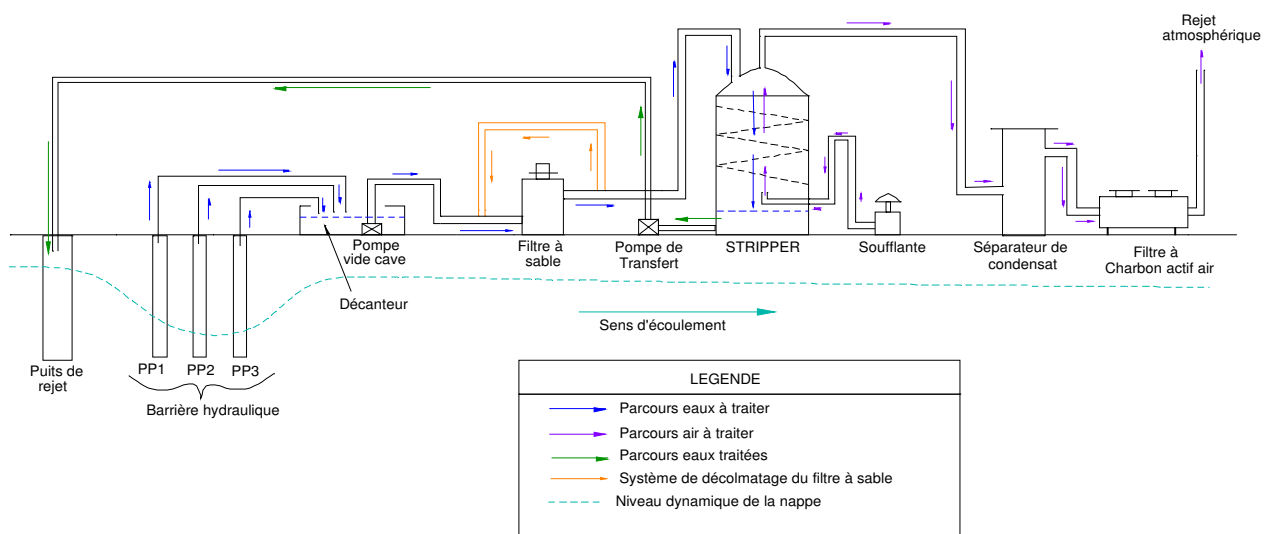 Rejet
atmosphérique
Pompe
vide cave
Filtre à
sable
Pompe de
Transfert
STRIPPER
Soufflante
Séparateur de
condensat
Filtre à
Charbon actif air
Décanteur
Sens d'écoulement
Puits de
rejet
PP1
PP2
PP3
Barrière hydraulique
LEGENDE
Parcours eaux à traiter
Parcours air à traiter
Parcours eaux traitées
Système de décolmatage du filtre à sable
Niveau dynamique de la nappe